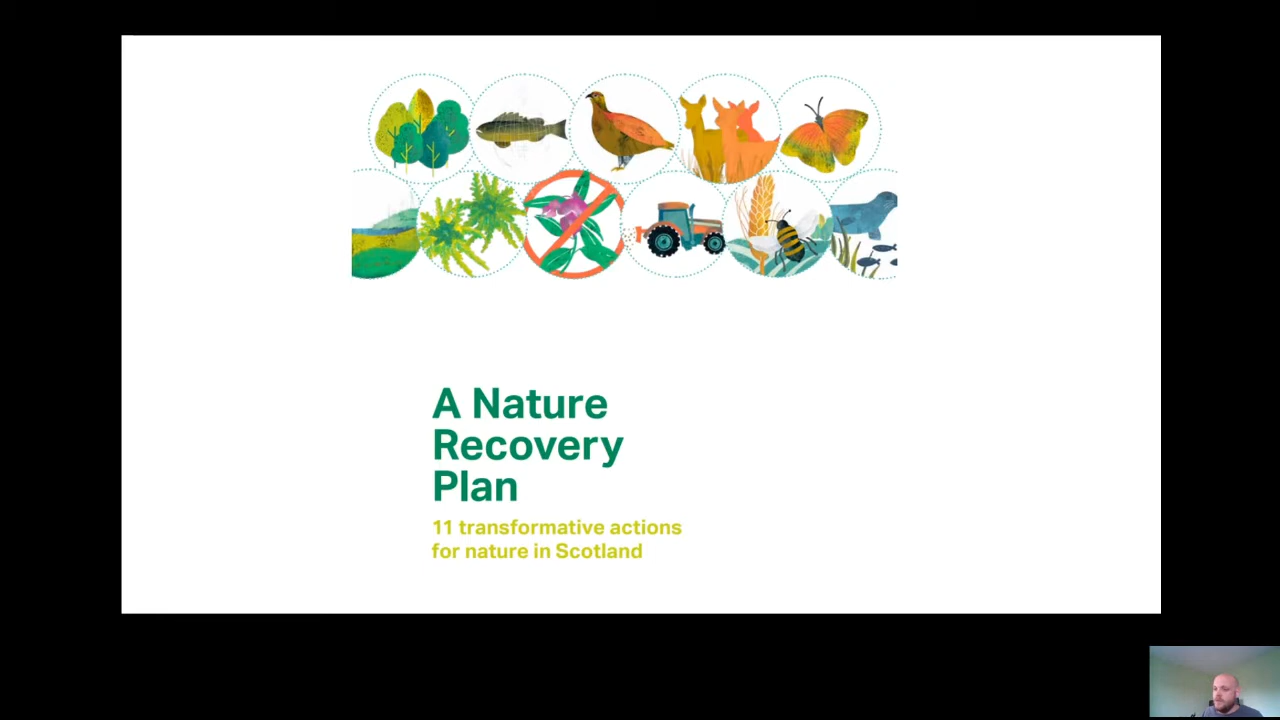 A Nature
Recovery
Plan
11 transformative actions
for nature in Scotland